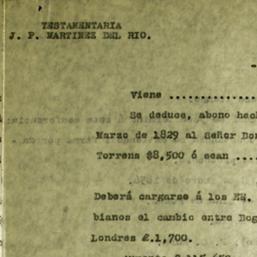 TESTAMENTARIA
J. P. MARTINEZ DEL RIO.
Viene ................
Se deduce, abono hec
Marzo de 1829 al Señor Don
Torrens $8,500 ó sean ....
Deberá cargarse á los EE.
bianos el cambio entre Bog
Londres £.1,700.